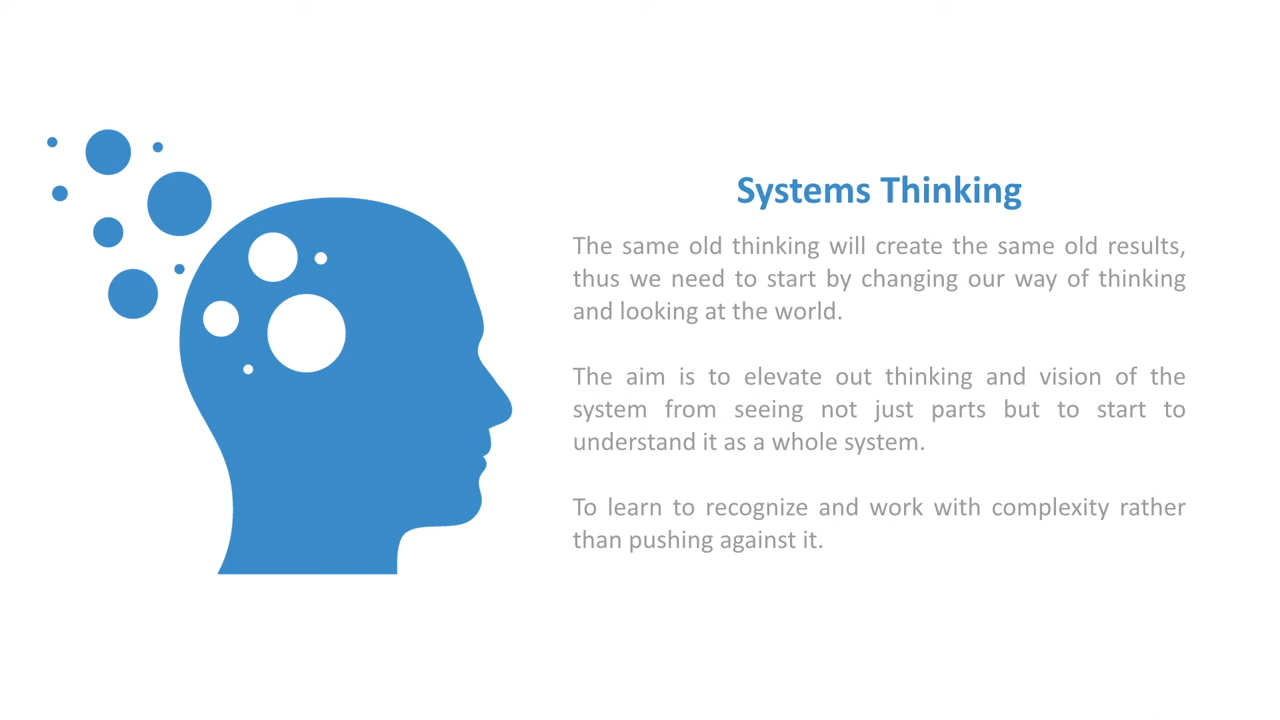 Systems Thinking
The same old thinking will create the same old results,
thus we need to start by changing our way of thinking
and looking at the world.
The aim is to elevate out thinking and vision of the
system from seeing not just parts but to start to
understand it as a whole system.
To learn to recognize and work with complexity rather
than pushing against it.